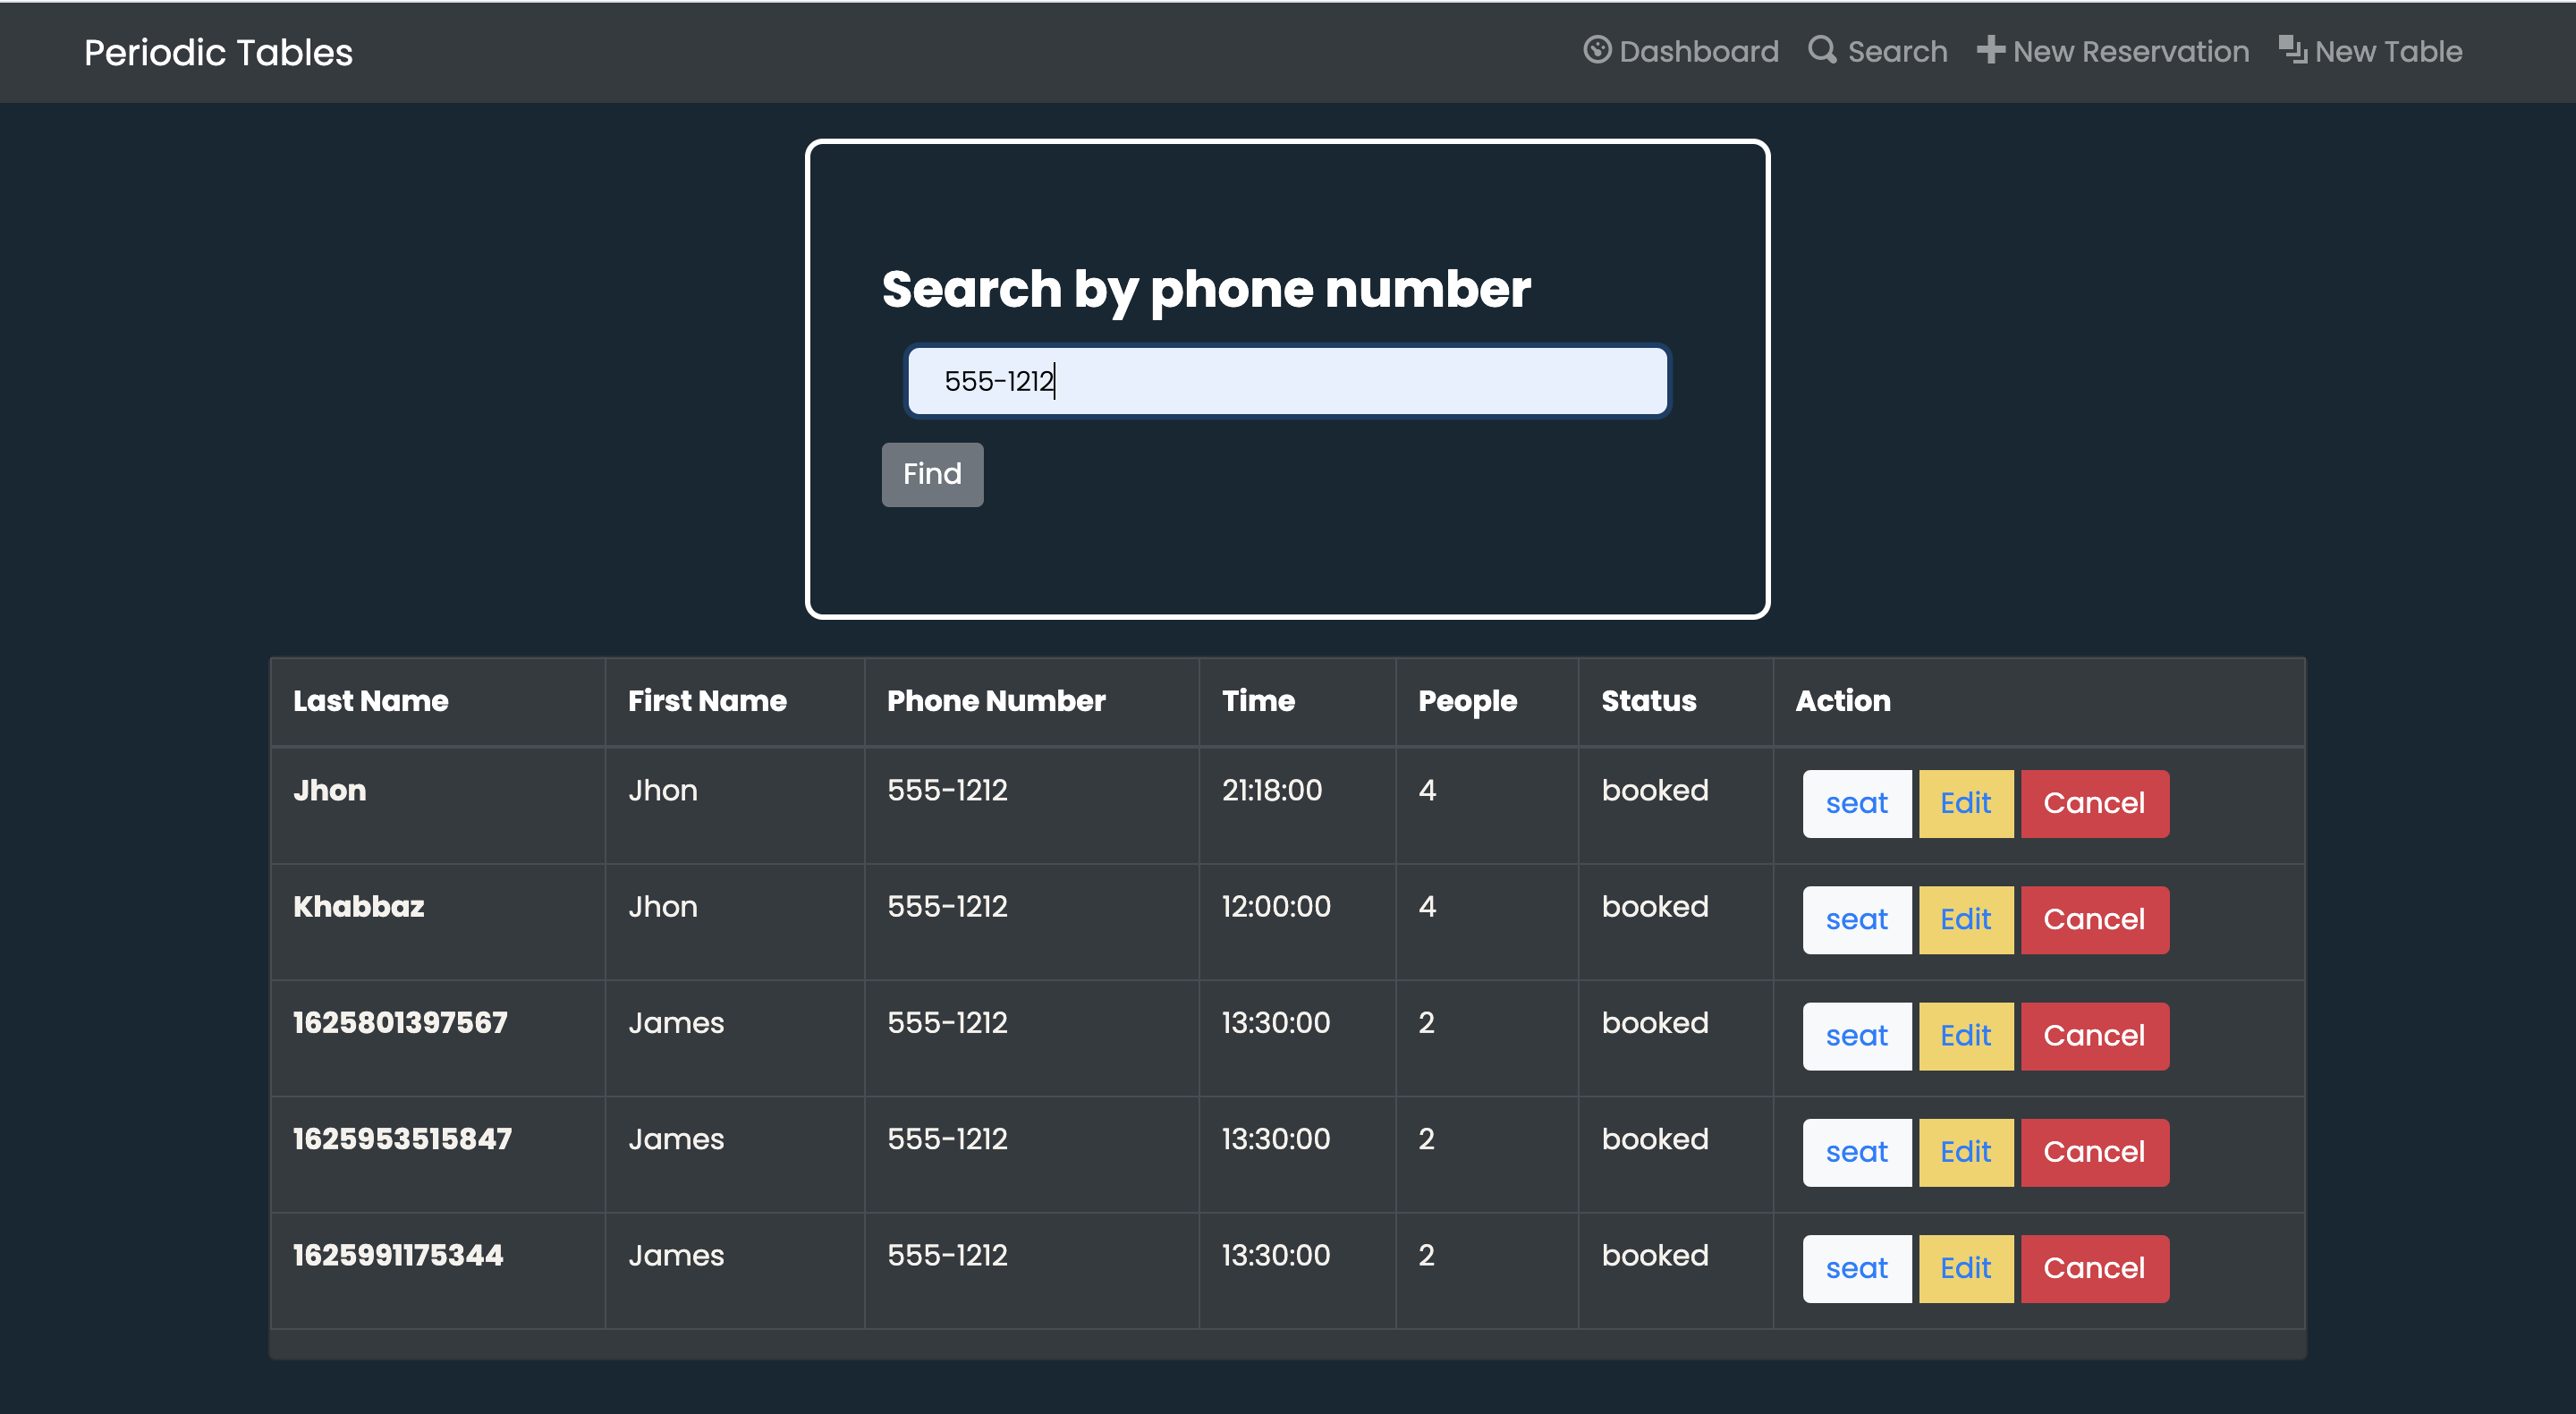 Periodic Tables Dashboard Search New Reservation New Table
Search by phone number
555-1212
Find
Last Name First Name Phone Number Time People Status Action
Jhon Jhon 555-1212 21:18:00 4 booked seat Edit Cancel
Khabbaz Jhon 555-1212 12:00:00 4 booked seat Edit Cancel
1625801397567 James 555-1212 13:30:00 2 booked seat Edit Cancel
1625953515847 James 555-1212 13:30:00 2 booked seat Edit Cancel
1625991175344 James 555-1212 13:30:00 2 booked seat Edit Cancel